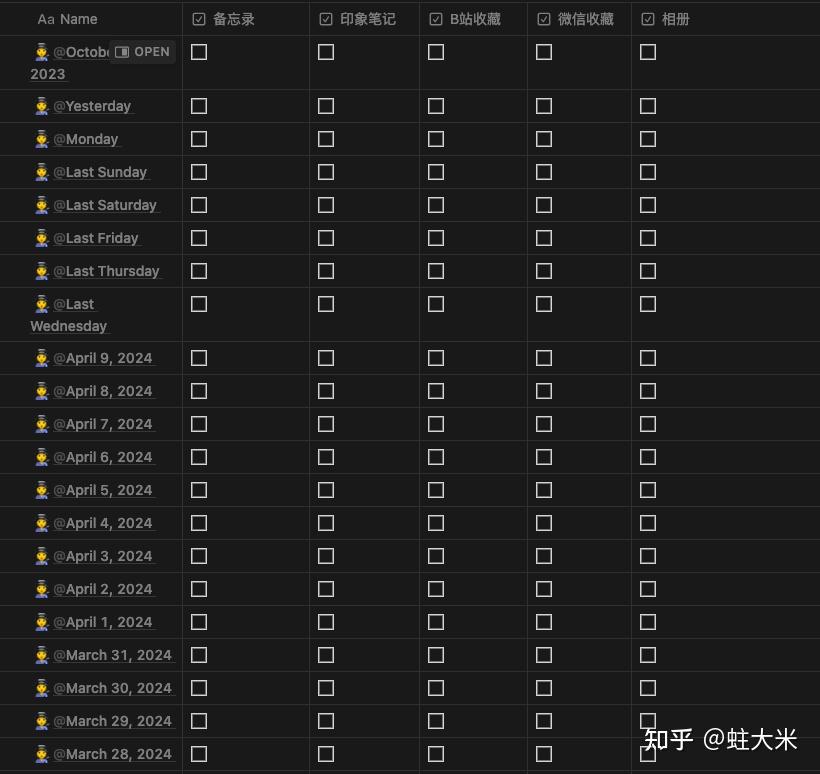 Aa Name 备忘录 印象笔记 B站收藏 微信收藏 相册
@Octob OPEN
2023
@Yesterday
@Monday
@Last Sunday
@Last Saturday
@Last Friday
@Last Thursday
@Last
Wednesday
@April 9, 2024
@April 8, 2024
@April 7, 2024
@April 6, 2024
@April 5, 2024
@April 4, 2024
@April 3, 2024
@April 2, 2024
@April 1, 2024
@March 31, 2024
@March 30, 2024
@March 29, 2024
@March 28, 2024
知乎 @蛀大米